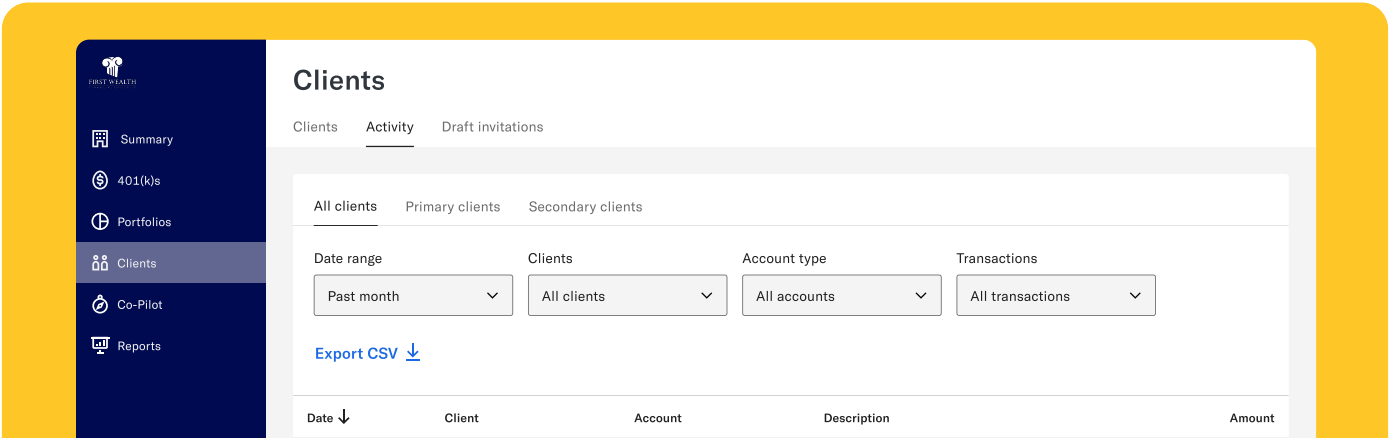 FIRST WEALTH
Clients
Clients Activity Draft invitations
Summary
401(k)s
Portfolios
Clients
Co-Pilot
Reports
All clients Primary clients Secondary clients
Date range Clients Account type Transactions
Past month All clients All accounts All transactions
Export CSV
Date Client Account Description Amount